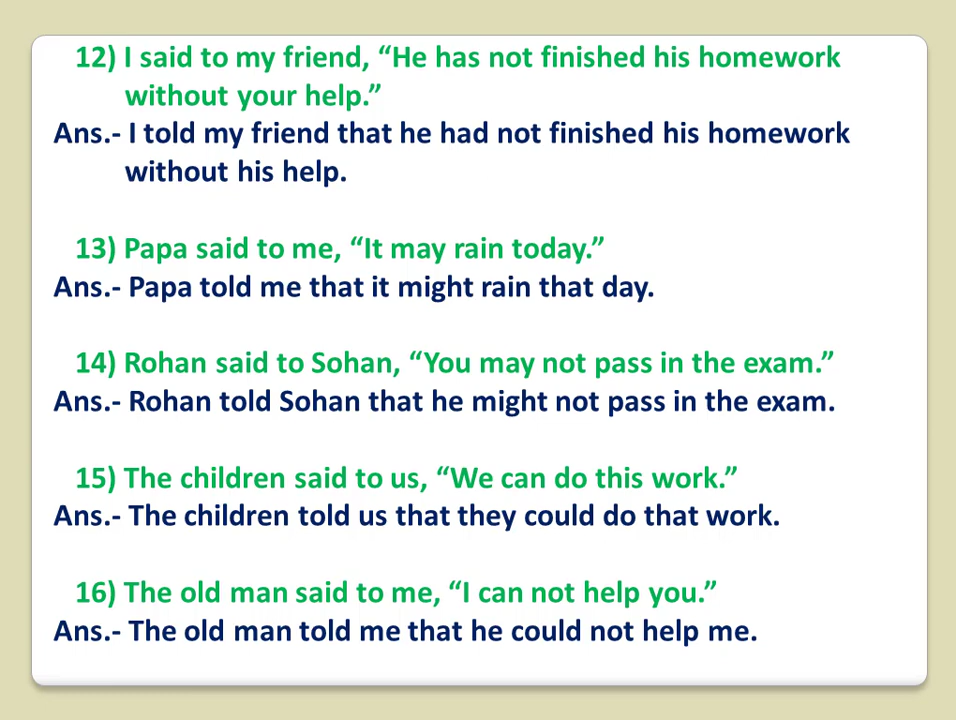 12) I said to my friend, “He has not finished his homework
without your help.”
Ans.- I told my friend that he had not finished his homework
without his help.
13) Papa said to me, “It may rain today.”
Ans.- Papa told me that it might rain that day.
14) Rohan said to Sohan, “You may not pass in the exam.”
Ans.- Rohan told Sohan that he might not pass in the exam.
15) The children said to us, “We can do this work.”
Ans.- The children told us that they could do that work.
16) The old man said to me, “I can not help you.”
Ans.- The old man told me that he could not help me.